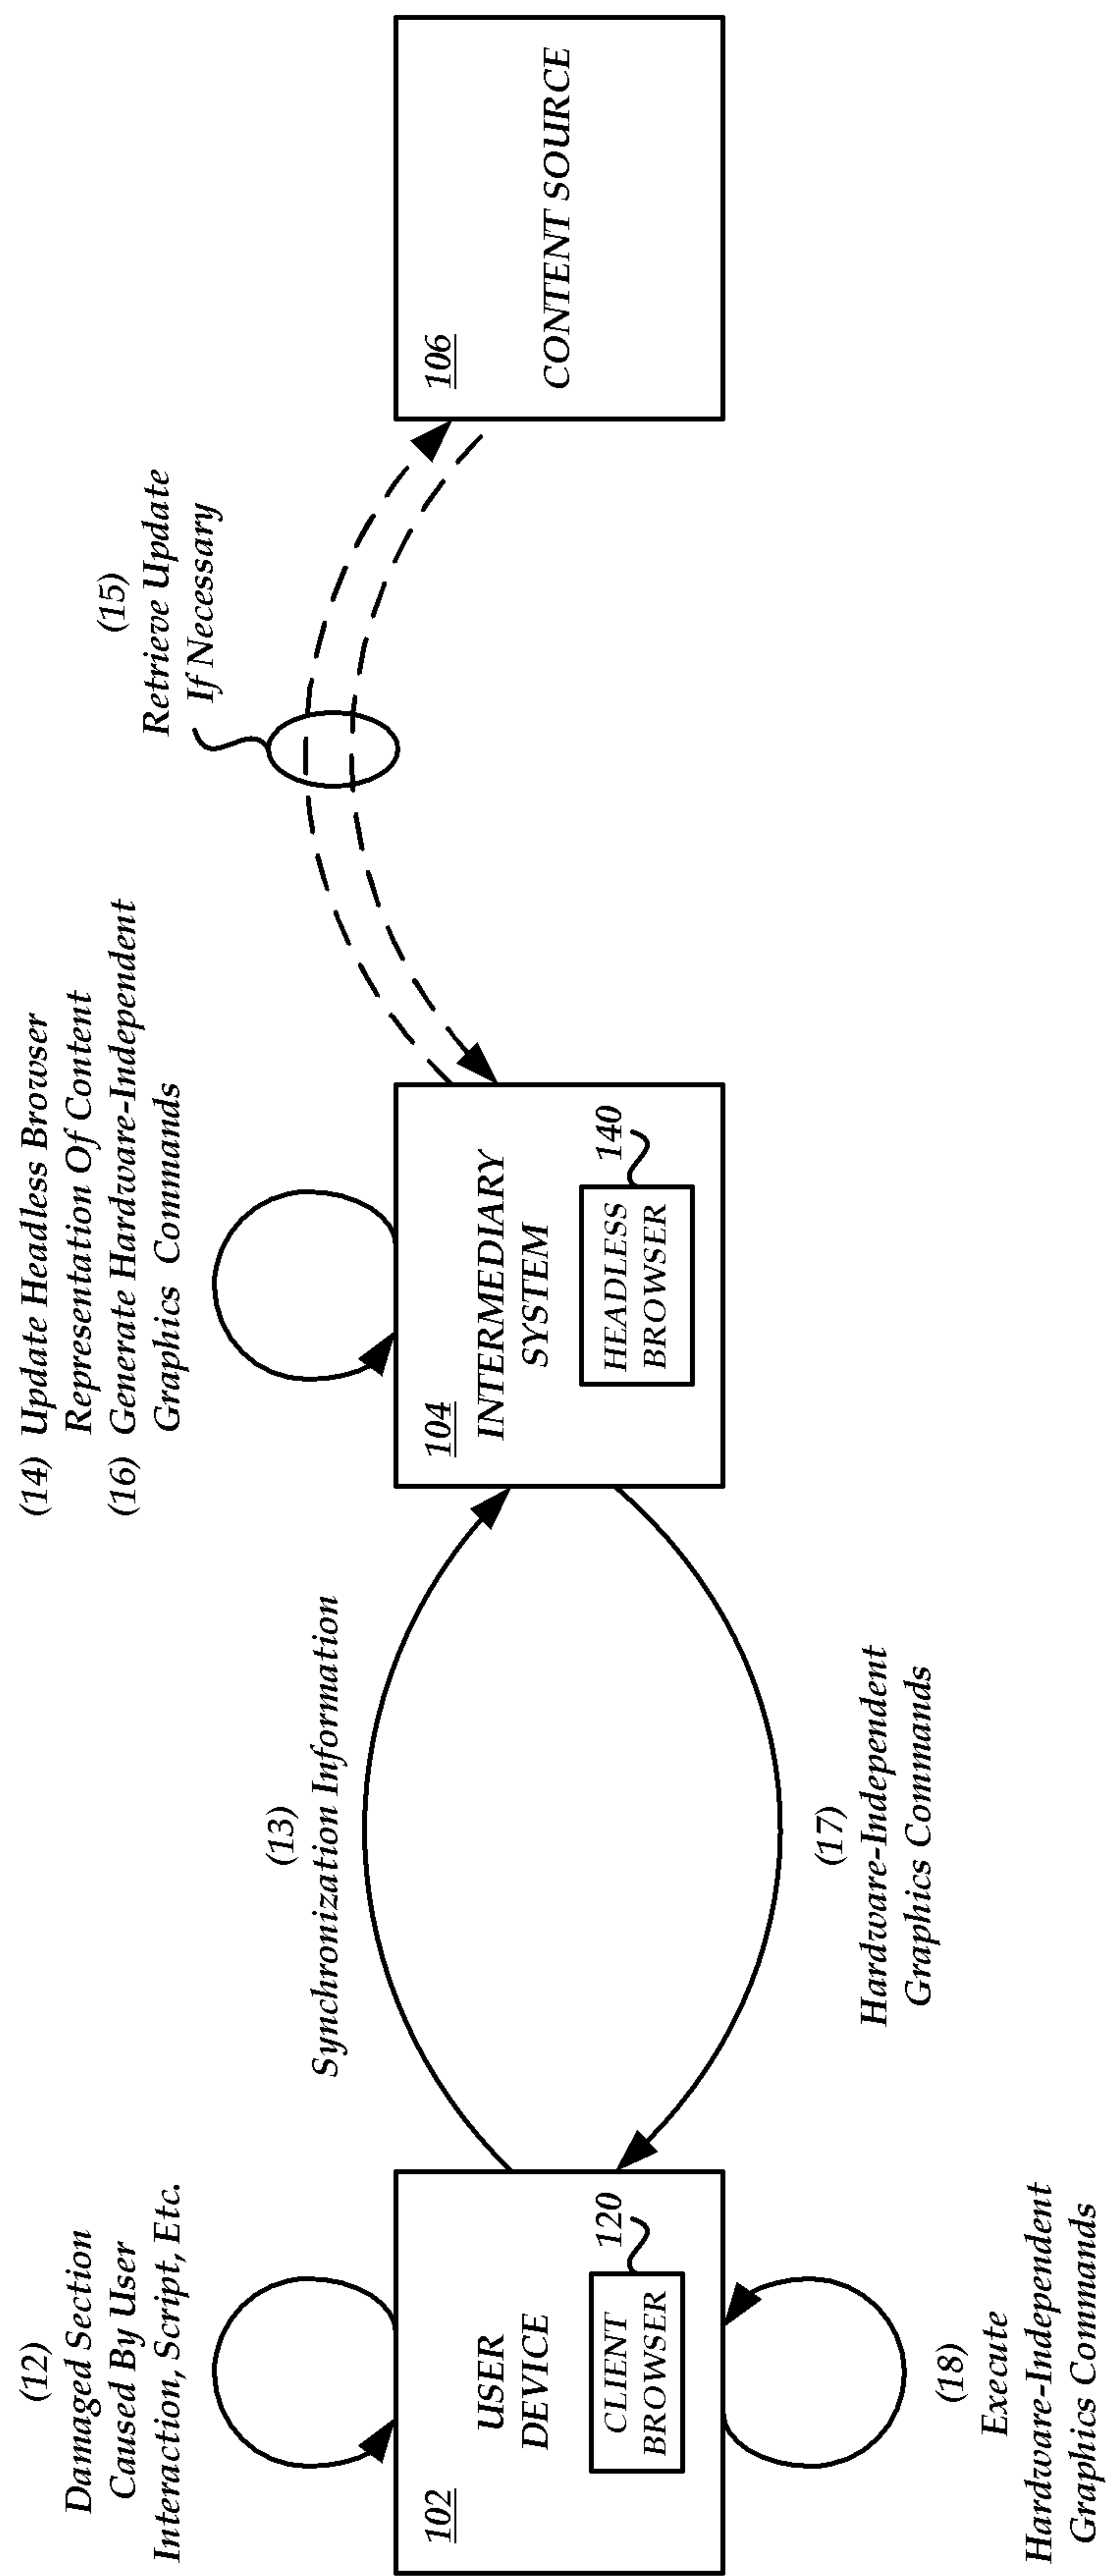 (12)
Damaged Section
Caused By User
Interaction, Script, Etc.
(14) Update Headless Browser
Representation Of Content
(16) Generate Hardware-Independent
Graphics Commands
(15)
Retrieve Update
If Necessary
(13)
Synchronization Information
102
USER
DEVICE
CLIENT
BROWSER
120
104
INTERMEDIARY
SYSTEM
HEADLESS
BROWSER
140
106
CONTENT SOURCE
(17)
Hardware-Independent
Graphics Commands
(18)
Execute
Hardware-Independent
Graphics Commands